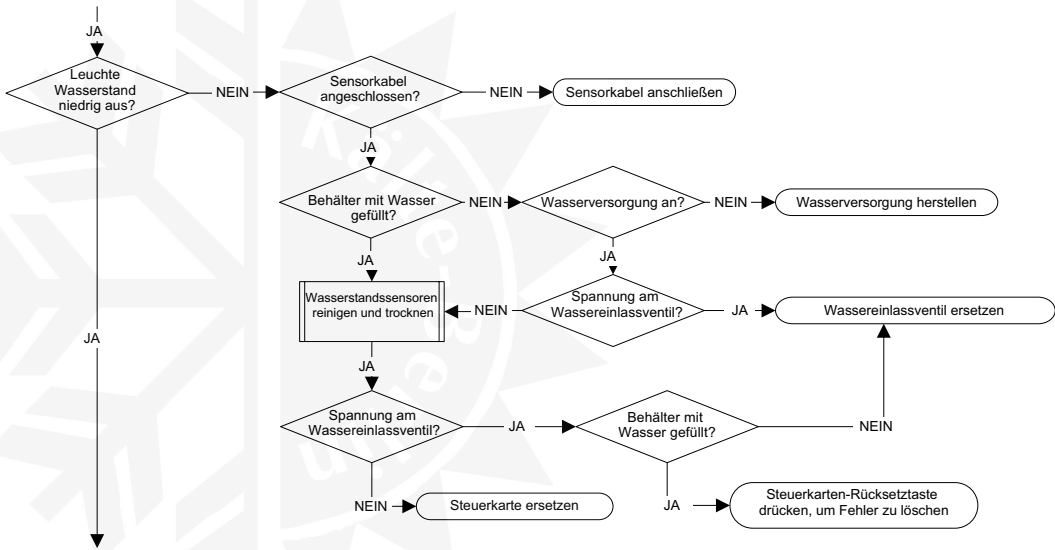 JA
Leuchte
Wasserstand
niedrig aus?
NEIN
Sensorkabel
angeschlossen?
NEIN
Sensorkabel anschließen
JA
Behälter mit Wasser
gefüllt?
NEIN
Wasserversorgung an?
NEIN
Wasserversorgung herstellen
JA
JA
Wasserstandssensoren
reinigen und trocknen
NEIN
Spannung am
Wassereinlassventil?
JA
Wassereinlassventil ersetzen
JA
JA
Spannung am
Wassereinlassventil?
JA
Behälter mit
Wasser gefüllt?
NEIN
NEIN
Steuerkarte ersetzen
JA
Steuerkarten-Rücksetztaste
drücken, um Fehler zu löschen
Kälte-Berlin